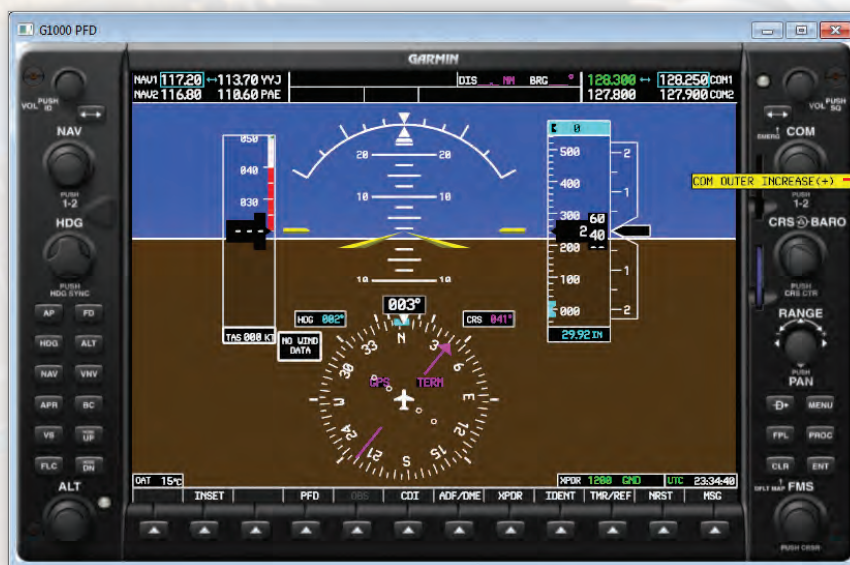 G1000 PFD
GARMIN
NAV1 117.20 ↔ 113.70 YYJ
NAV2 116.80 110.60 PAE
DIS _._ NM BRG ___°
128.300 ↔ 128.250 COM1
127.800 127.900 COM2
VOL PUSH ID
NAV
PUSH 1-2
HDG
PUSH HDG SYNC
AP FD
HDG ALT
NAV VNV
APR BC
VS NOSE UP
FLC NOSE DN
ALT
VOL PUSH SQ
EMERG
COM
COM OUTER INCREASE(+)
PUSH 1-2
CRS BARO
PUSH CRS CTR
RANGE
PUSH PAN
D MENU
FPL PROC
CLR ENT
DFLT MAP FMS
PUSH CRSR
050
040
030
---
TAS 000 KT
20 20
10 10
10 10
0
500
400
300
2 60
40
200
100
000
29.92 IN
2
1
1
2
003°
HDG 002°
CRS 041°
NO WIND
DATA
N 3 6 E 12 15 S 21 24 W 30 33
GPS TERM
OAT 15°C
XPDR 1200 GND UTC 23:34:40
INSET PFD OBS CDI ADF/DME XPDR IDENT TMR/REF NRST MSG